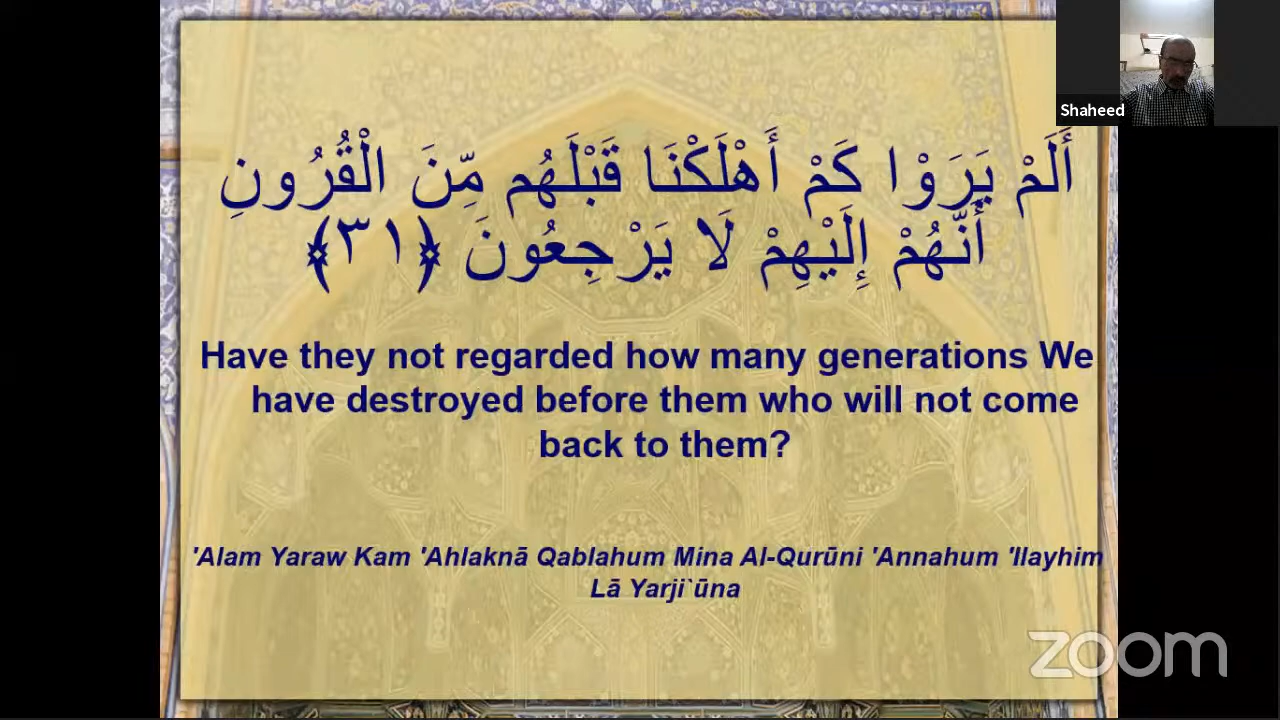 Shaheed
أَلَمْ يَرَوْا كَمْ أَهْلَكْنَا قَبْلَهُم مِّنَ الْقُرُونِ
أَنَّهُمْ إِلَيْهِمْ لَا يَرْجِعُونَ ﴿٣١﴾
Have they not regarded how many generations We
have destroyed before them who will not come
back to them?
'Alam Yaraw Kam 'Ahlaknā Qablahum Mina Al-Qurūni 'Annahum 'Ilayhim
Lā Yarji`ūna
zoom